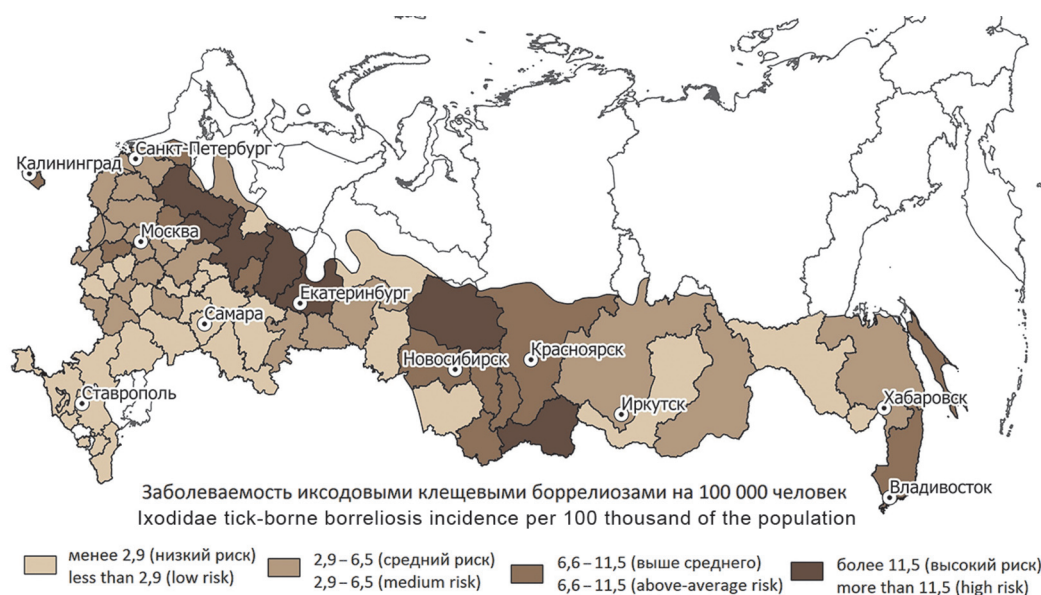 Санкт-Петербург
Калининград
Москва
Екатеринбург
Самара
Новосибирск
Красноярск
Ставрополь
Иркутск
Хабаровск
Владивосток
Заболеваемость иксодовыми клещевыми боррелиозами на 100 000 человек
Ixodidae tick-borne borreliosis incidence per 100 thousand of the population
менее 2,9 (низкий риск)
less than 2,9 (low risk)
2,9 – 6,5 (средний риск)
2,9 – 6,5 (medium risk)
6,6 – 11,5 (выше среднего)
6,6 – 11,5 (above-average risk)
более 11,5 (высокий риск)
more than 11,5 (high risk)